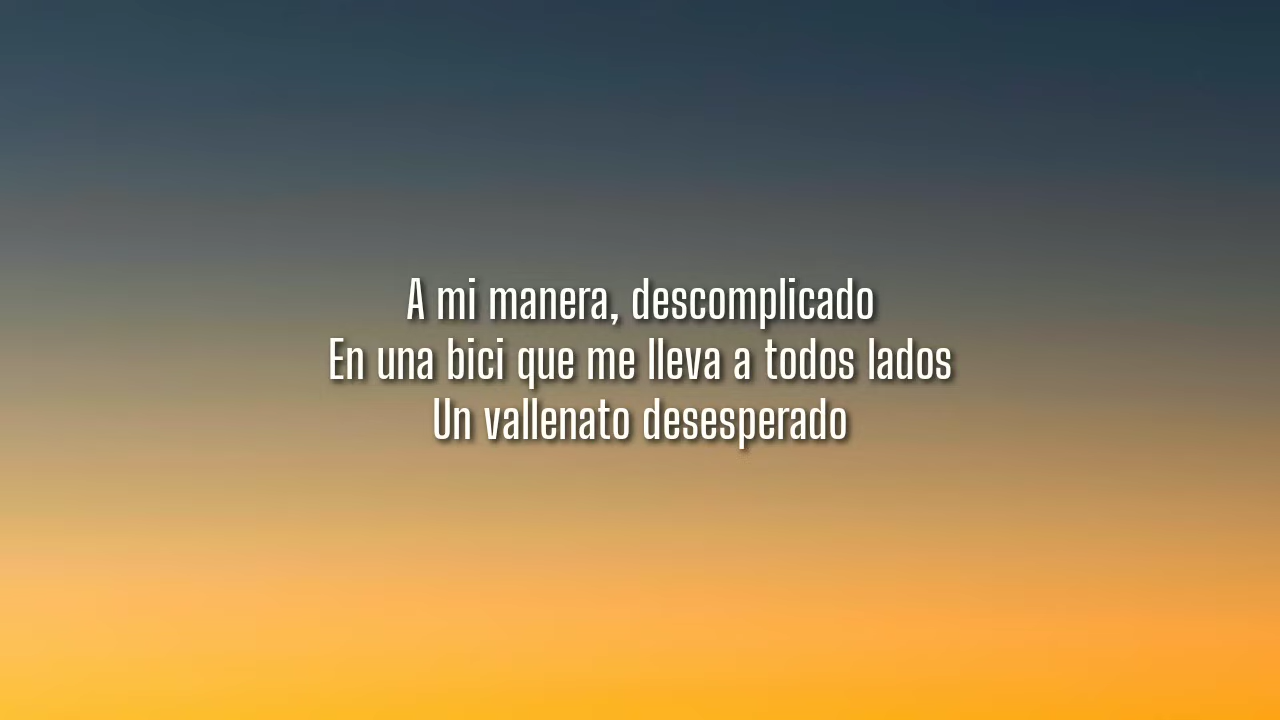 A mi manera, descomplicado
En una bici que me lleva a todos lados
Un vallenato desesperado